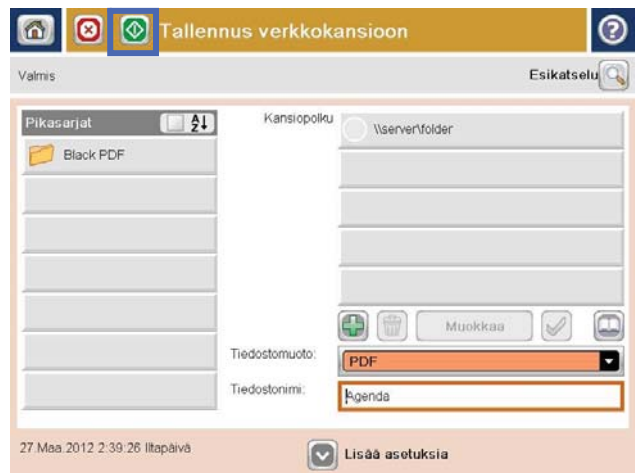 Tallennus verkkokansioon
Valmis
Esikatselu
Pikasarjat
Kansiopolku
\\server\folder
Black PDF
Muokkaa
Tiedostomuoto:
PDF
Tiedostonimi:
Agenda
27.Maa.2012 2:39:26 Iltapäivä
Lisää asetuksia